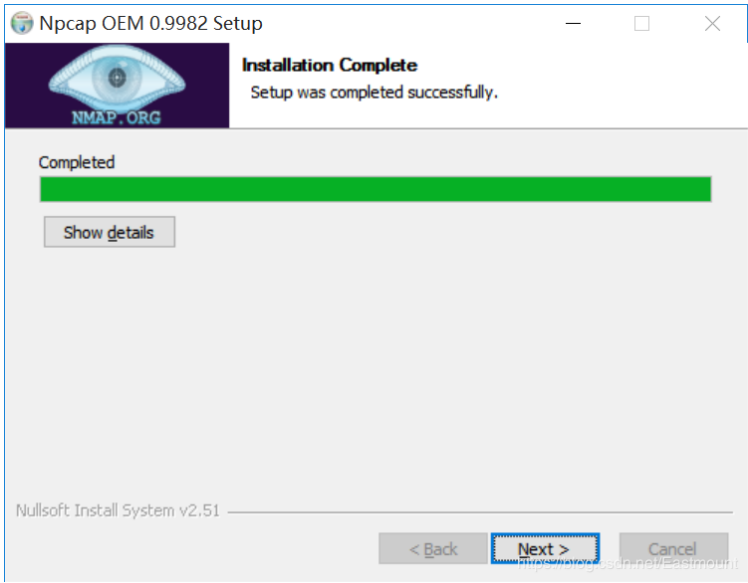 Npcap OEM 0.9982 Setup
NMAP.ORG
Installation Complete
Setup was completed successfully.
Completed
Show details
Nullsoft Install System v2.51
< Back
Next >
Cancel
https://blog.csdn.net/Eastmount